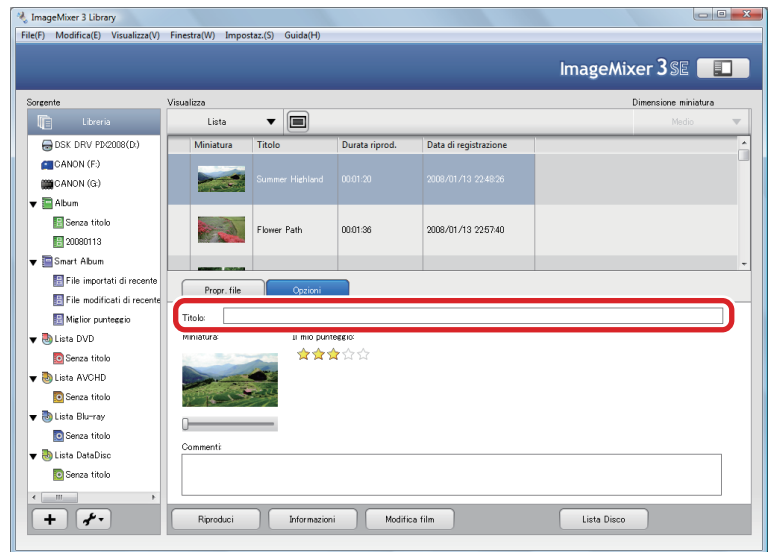 ImageMixer 3 Library
File(F) Modifica(E) Visualizza(V) Finestra(W) Impostaz.(S) Guida(H)
ImageMixer 3 SE
Sorgente
Visualizza
Dimensione miniatura
Libreria
Lista
Medio
DSK DRV PD2008(D:)
CANON (F:)
CANON (G:)
Album
Senza titolo
20080113
Smart Album
File importati di recente
File modificati di recente
Miglior punteggio
Lista DVD
Senza titolo
Lista AVCHD
Senza titolo
Lista Blu-ray
Senza titolo
Lista DataDisc
Senza titolo
Miniatura Titolo Durata riprod. Data di registrazione
Summer Highland 00:01:20 2008/01/13 22:48:26
Flower Path 00:01:36 2008/01/13 22:57:40
Propr. file Opzioni
Titolo:
Miniatura: Il mio punteggio:
Commenti:
Riproduci Informazioni Modifica film Lista Disco